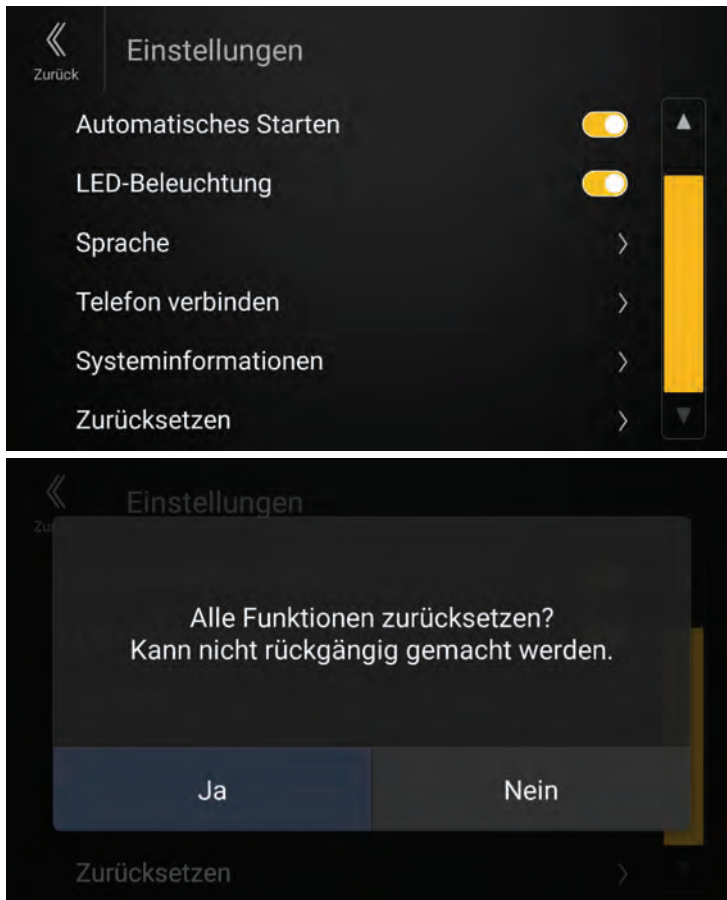 Einstellungen
Zurück
Automatisches Starten
LED-Beleuchtung
Sprache
Telefon verbinden
Systeminformationen
Zurücksetzen
Einstellungen
Zur
Alle Funktionen zurücksetzen?
Kann nicht rückgängig gemacht werden.
Ja
Nein
Zurücksetzen